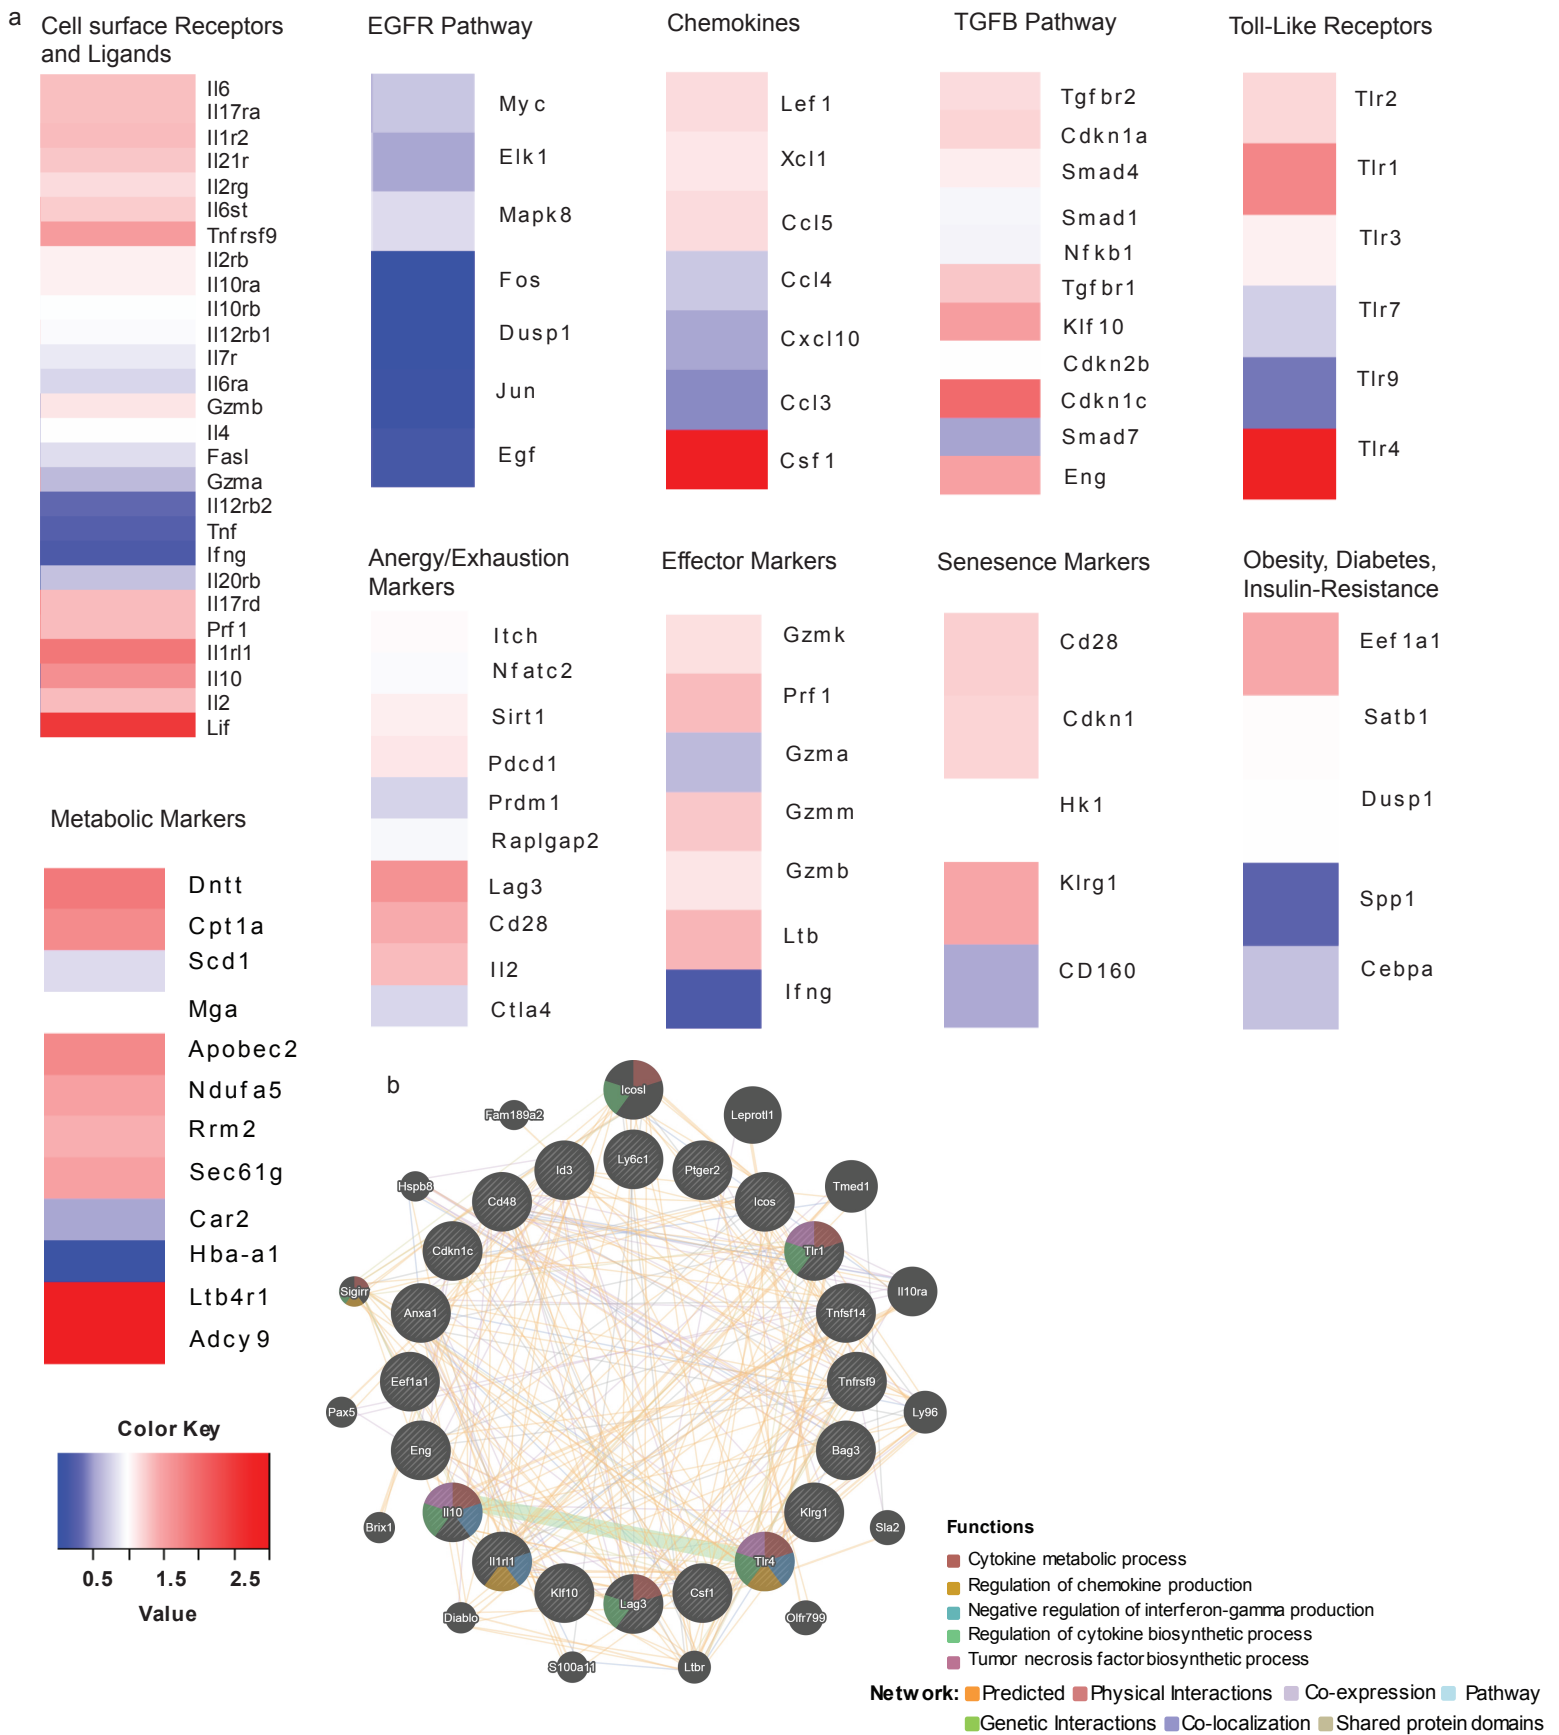 a
Cell surface Receptors
and Ligands
Il6
Il17ra
Il1r2
Il21r
Il2rg
Il6st
Tnfrsf9
Il2rb
Il10ra
Il10rb
Il12rb1
Il7r
Il6ra
Gzmb
Il4
Fasl
Gzma
Il12rb2
Tnf
Ifng
Il20rb
Il17rd
Prf1
Il1rl1
Il10
Il2
Lif
EGFR Pathway
Myc
Elk1
Mapk8
Fos
Dusp1
Jun
Egf
Chemokines
Lef1
Xcl1
Ccl5
Ccl4
Cxcl10
Ccl3
Csf1
TGFB Pathway
Tgfbr2
Cdkn1a
Smad4
Smad1
Nfkb1
Tgfbr1
Klf10
Cdkn2b
Cdkn1c
Smad7
Eng
Toll-Like Receptors
Tlr2
Tlr1
Tlr3
Tlr7
Tlr9
Tlr4
Metabolic Markers
Dntt
Cpt1a
Scd1
Mga
Apobec2
Ndufa5
Rrm2
Sec61g
Car2
Hba-a1
Ltb4r1
Adcy9
Anergy/Exhaustion
Markers
Itch
Nfatc2
Sirt1
Pdcd1
Prdm1
Raplgap2
Lag3
Cd28
Il2
Ctla4
Effector Markers
Gzmk
Prf1
Gzma
Gzmm
Gzmb
Ltb
Ifng
Senesence Markers
Cd28
Cdkn1
Hk1
Klrg1
CD160
Obesity, Diabetes,
Insulin-Resistance
Eef1a1
Satb1
Dusp1
Spp1
Cebpa
Color Key
0.5 1.5 2.5
Value
b
Icosl
Fam189a2
Leprotl1
Ly6c1
Id3
Ptger2
Hspb8
Cd48
Icos
Tmed1
Cdkn1c
Tlr1
Sigirr
Il10ra
Anxa1
Tnfsf14
Eef1a1
Tnfrsf9
Pax5
Ly96
Eng
Bag3
Il10
Klrg1
Brix1
Sla2
Il1rl1
Tlr4
Klf10
Csf1
Lag3
Diablo
Olfr799
S100a11
Ltbr
Functions
Cytokine metabolic process
Regulation of chemokine production
Negative regulation of interferon-gamma production
Regulation of cytokine biosynthetic process
Tumor necrosis factor biosynthetic process
Network: Predicted Physical Interactions Co-expression Pathway
Genetic Interactions Co-localization Shared protein domains